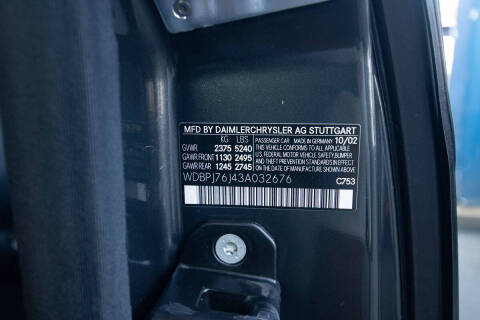 MFD BY DAIMLERCHRYSLER AG STUTTGART
KG LBS PASSENGER CAR MADE IN GERMANY 10/02
GVWR 2375 5240 THIS VEHICLE CONFORMS TO ALL APPLICABLE
GAWR FRONT 1130 2495 U.S. FEDERAL MOTOR VEHICLE SAFETY, BUMPER
GAWR REAR 1245 2745 AND THEFT PREVENTION STANDARDS IN EFFECT
ON THE DATE OF MANUFACTURE SHOWN ABOVE
WDBPJ76J43A032676 C753